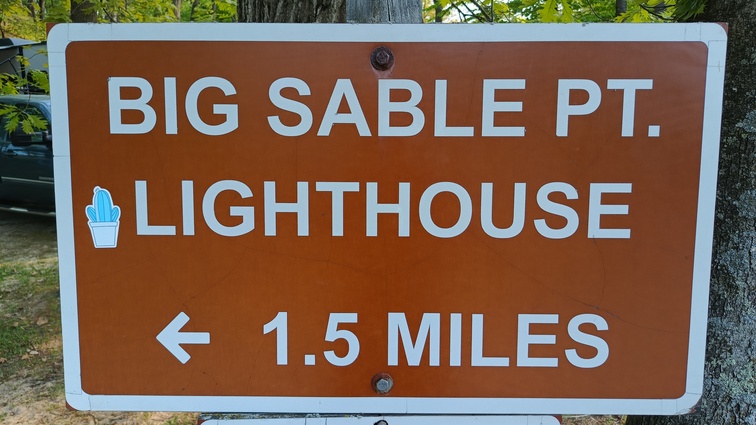 BIG SABLE PT.
LIGHTHOUSE
← 1.5 MILES